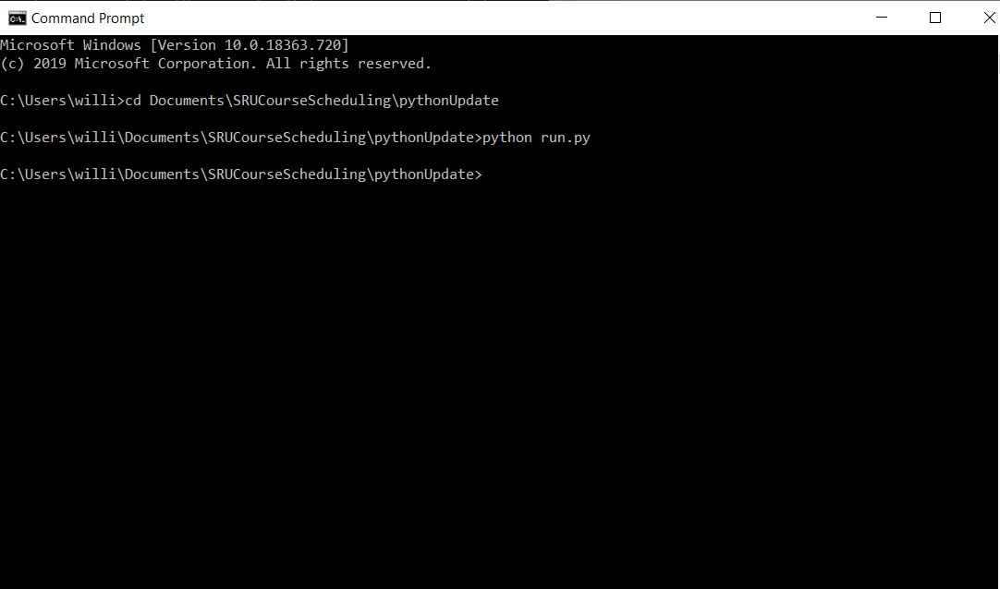 Command Prompt
Microsoft Windows [Version 10.0.18363.720]
(c) 2019 Microsoft Corporation. All rights reserved.
C:\Users\willi>cd Documents\SRUCourseScheduling\pythonUpdate
C:\Users\willi\Documents\SRUCourseScheduling\pythonUpdate>python run.py
C:\Users\willi\Documents\SRUCourseScheduling\pythonUpdate>